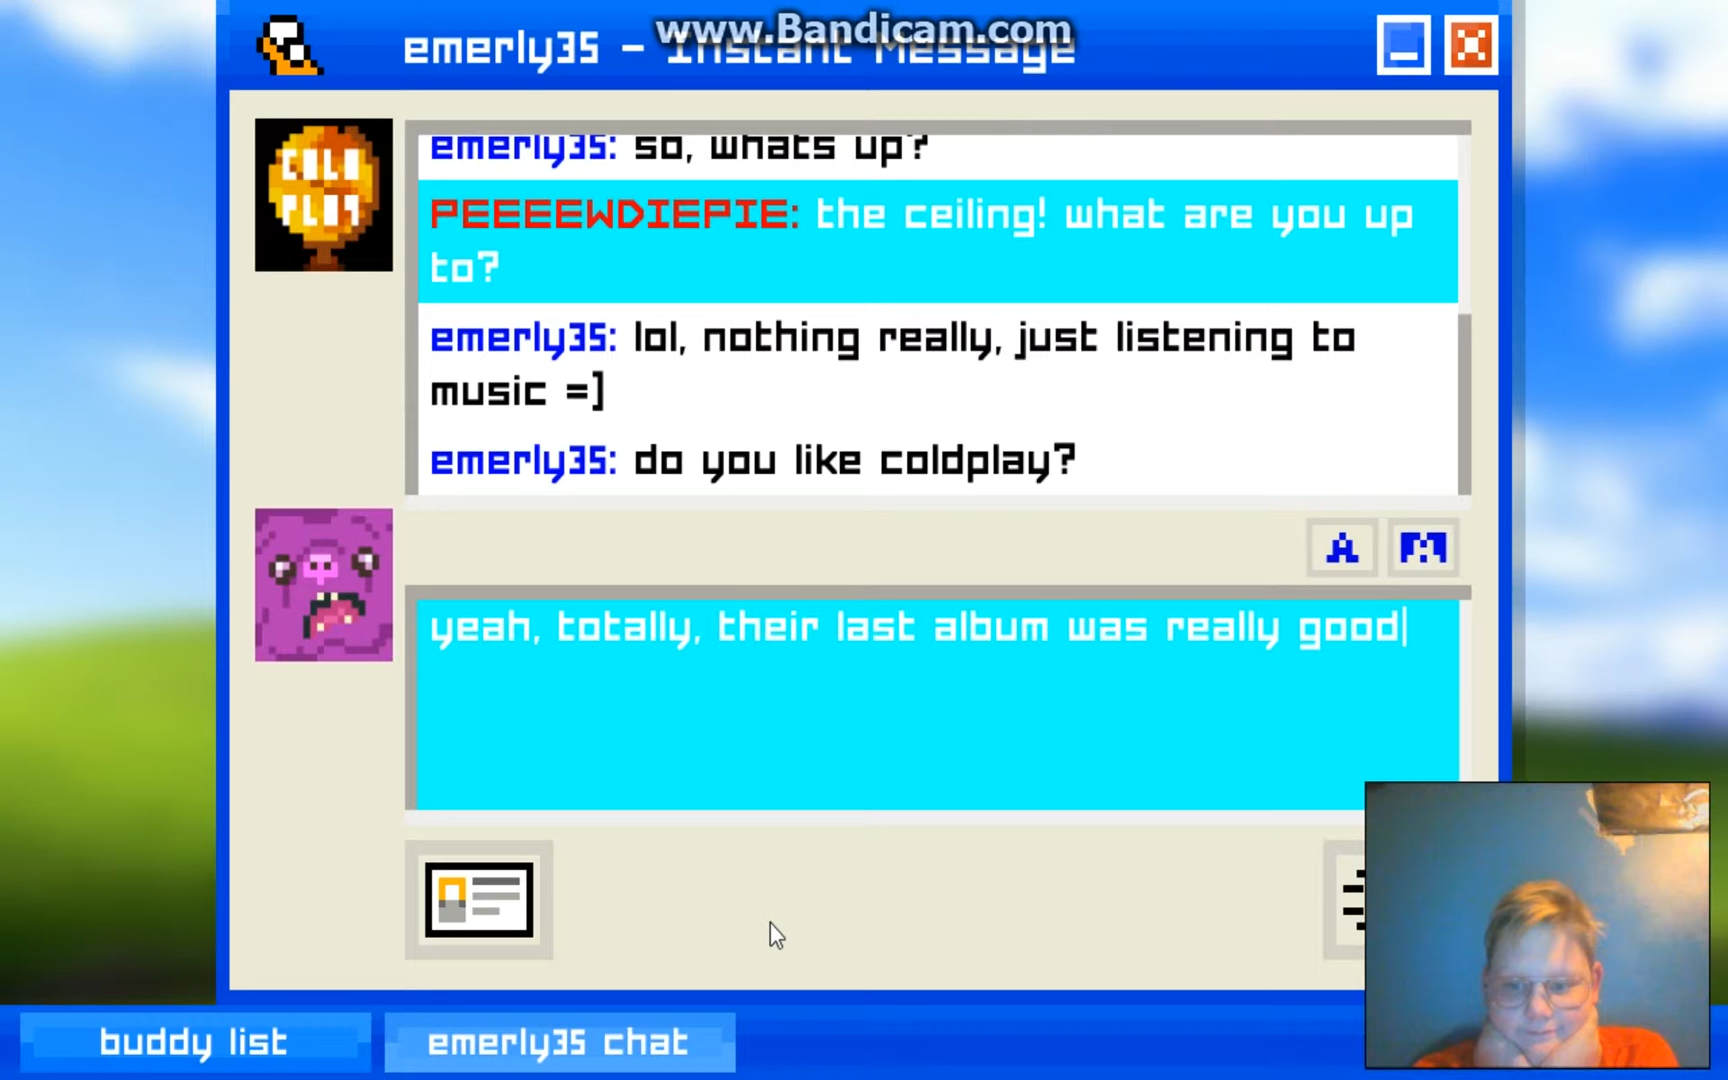 www.Bandicam.com
emerly35 - Instant Message
COLD
PLAY
emerly35: so, whats up?
PEEEEWDIEPIE: the ceiling! what are you up
to?
emerly35: lol, nothing really, just listening to
music =]
emerly35: do you like coldplay?
A
yeah, totally, their last album was really good
buddy list
emerly35 chat